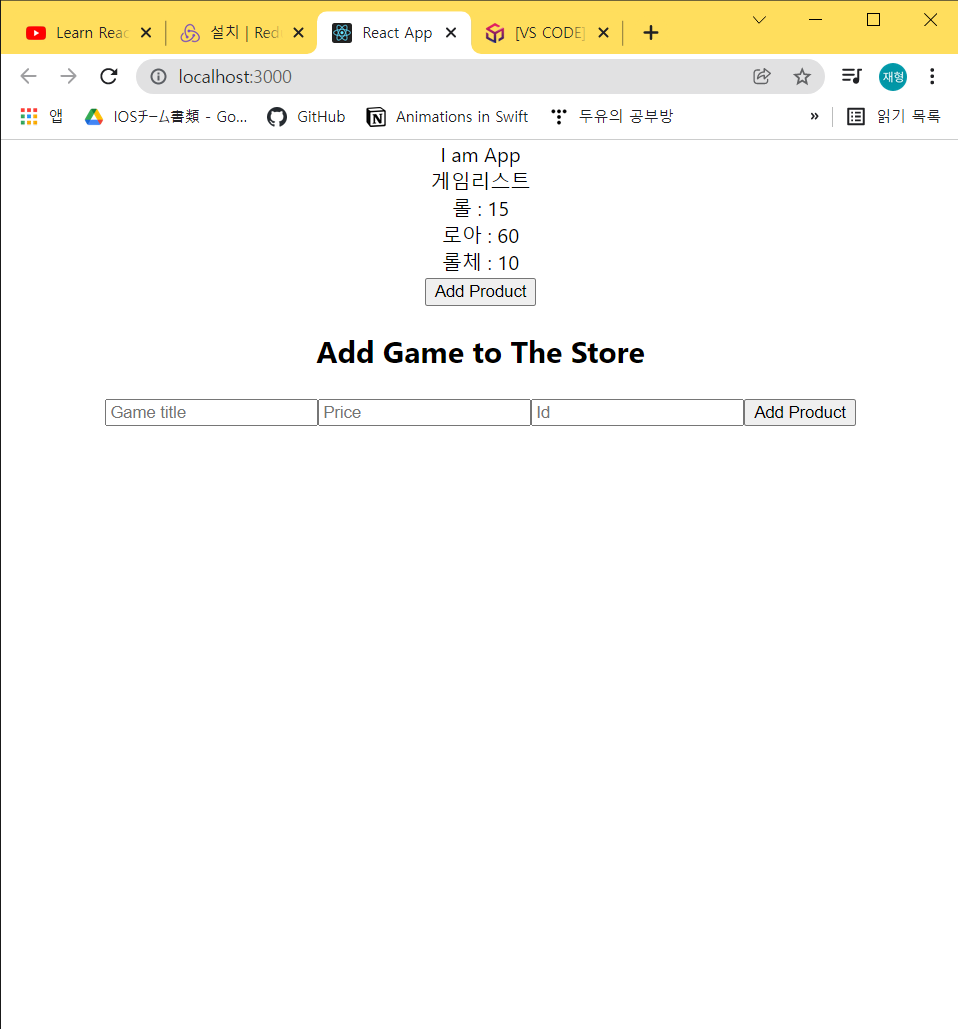 Learn Reac
설치 | Red
React App
[VS CODE]
localhost:3000
재형
앱
IOSチーム書類 - Go...
GitHub
Animations in Swift
두유의 공부방
»
읽기 목록
I am App
게임리스트
롤 : 15
로아 : 60
롤체 : 10
Add Product
Add Game to The Store
Game title
Price
Id
Add Product